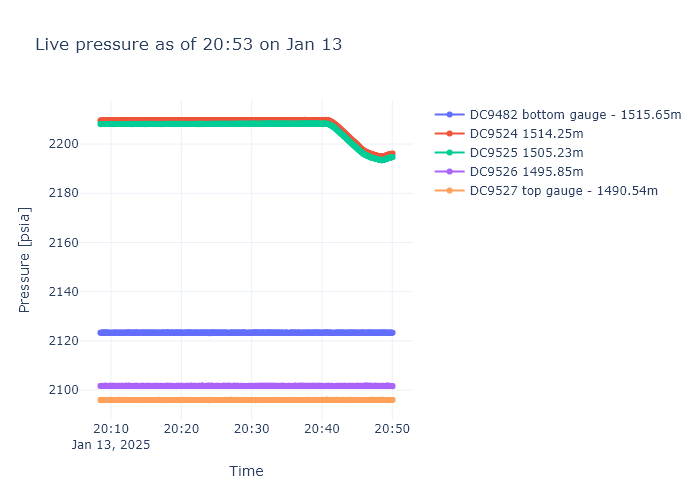 Live pressure as of 20:53 on Jan 13
DC9482 bottom gauge - 1515.65m
DC9524 1514.25m
DC9525 1505.23m
DC9526 1495.85m
DC9527 top gauge - 1490.54m
Pressure [psia]
2200
2180
2160
2140
2120
2100
20:10 20:20 20:30 20:40 20:50
Jan 13, 2025
Time